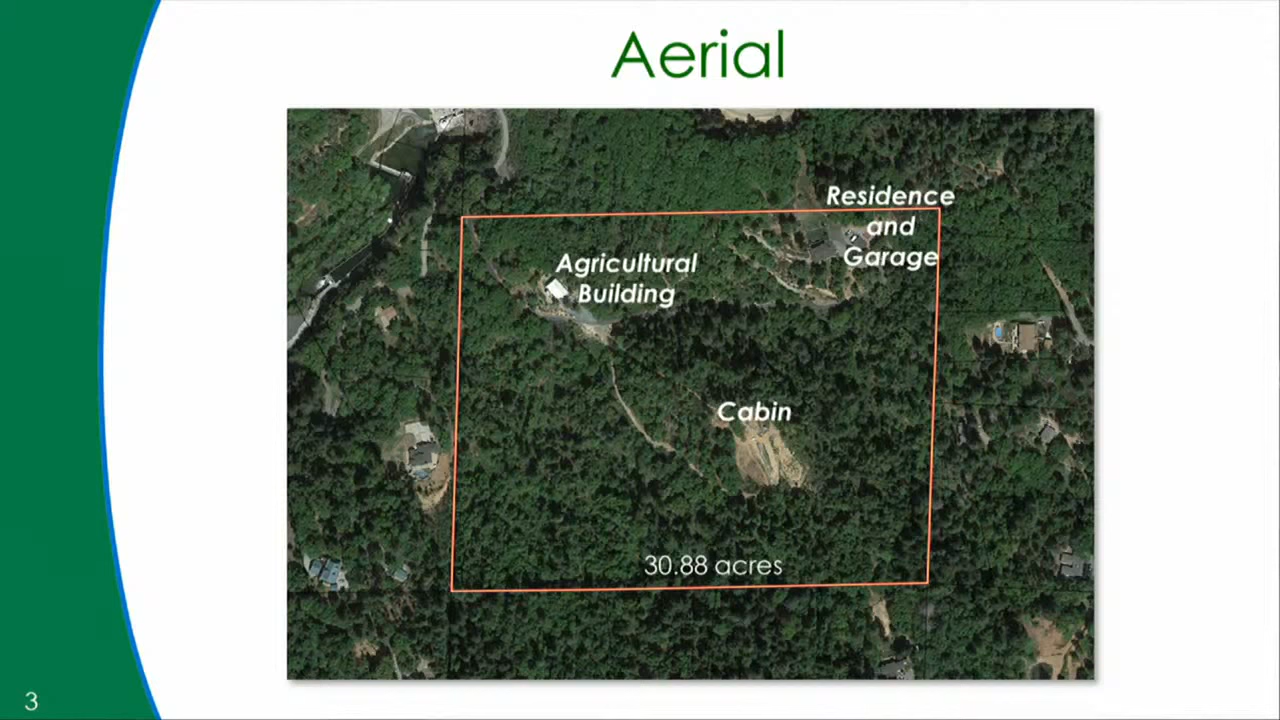 Aerial
Residence
and
Garage
Agricultural
Building
Cabin
30.88 acres
3